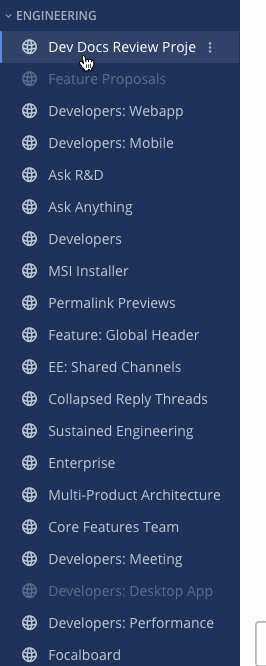 ENGINEERING
Dev Docs Review Proje
Feature Proposals
Developers: Webapp
Developers: Mobile
Ask R&D
Ask Anything
Developers
MSI Installer
Permalink Previews
Feature: Global Header
EE: Shared Channels
Collapsed Reply Threads
Sustained Engineering
Enterprise
Multi-Product Architecture
Core Features Team
Developers: Meeting
Developers: Desktop App
Developers: Performance
Focalboard